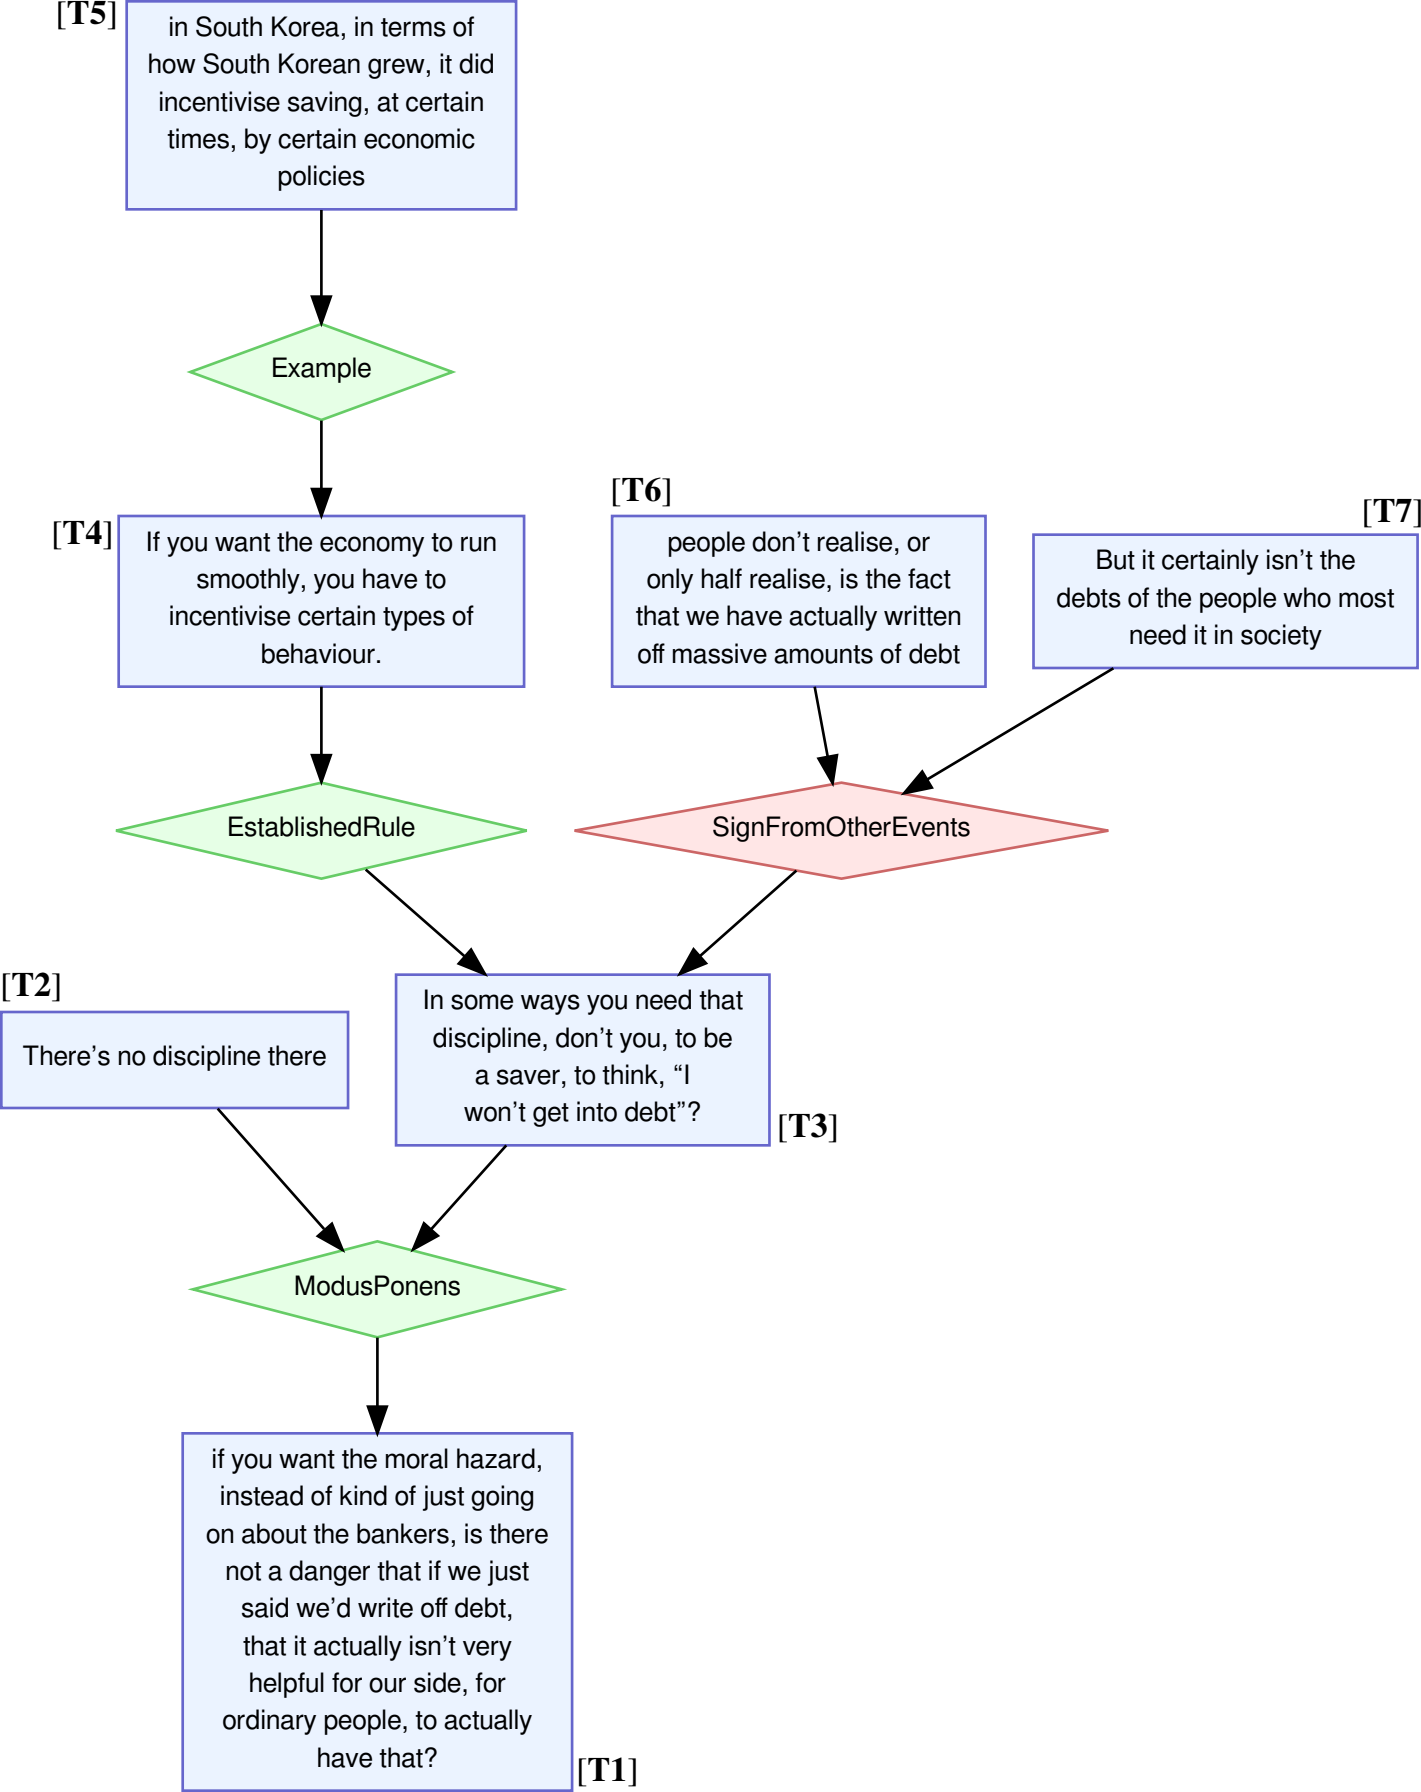 [T5]
in South Korea, in terms of
how South Korean grew, it did
incentivise saving, at certain
times, by certain economic
policies
Example
[T4]
If you want the economy to run
smoothly, you have to
incentivise certain types of
behaviour.
[T6]
people don’t realise, or
only half realise, is the fact
that we have actually written
off massive amounts of debt
[T7]
But it certainly isn’t the
debts of the people who most
need it in society
EstablishedRule
SignFromOtherEvents
[T2]
There’s no discipline there
In some ways you need that
discipline, don’t you, to be
a saver, to think, “I
won’t get into debt”?
[T3]
ModusPonens
if you want the moral hazard,
instead of kind of just going
on about the bankers, is there
not a danger that if we just
said we’d write off debt,
that it actually isn’t very
helpful for our side, for
ordinary people, to actually
have that?
[T1]